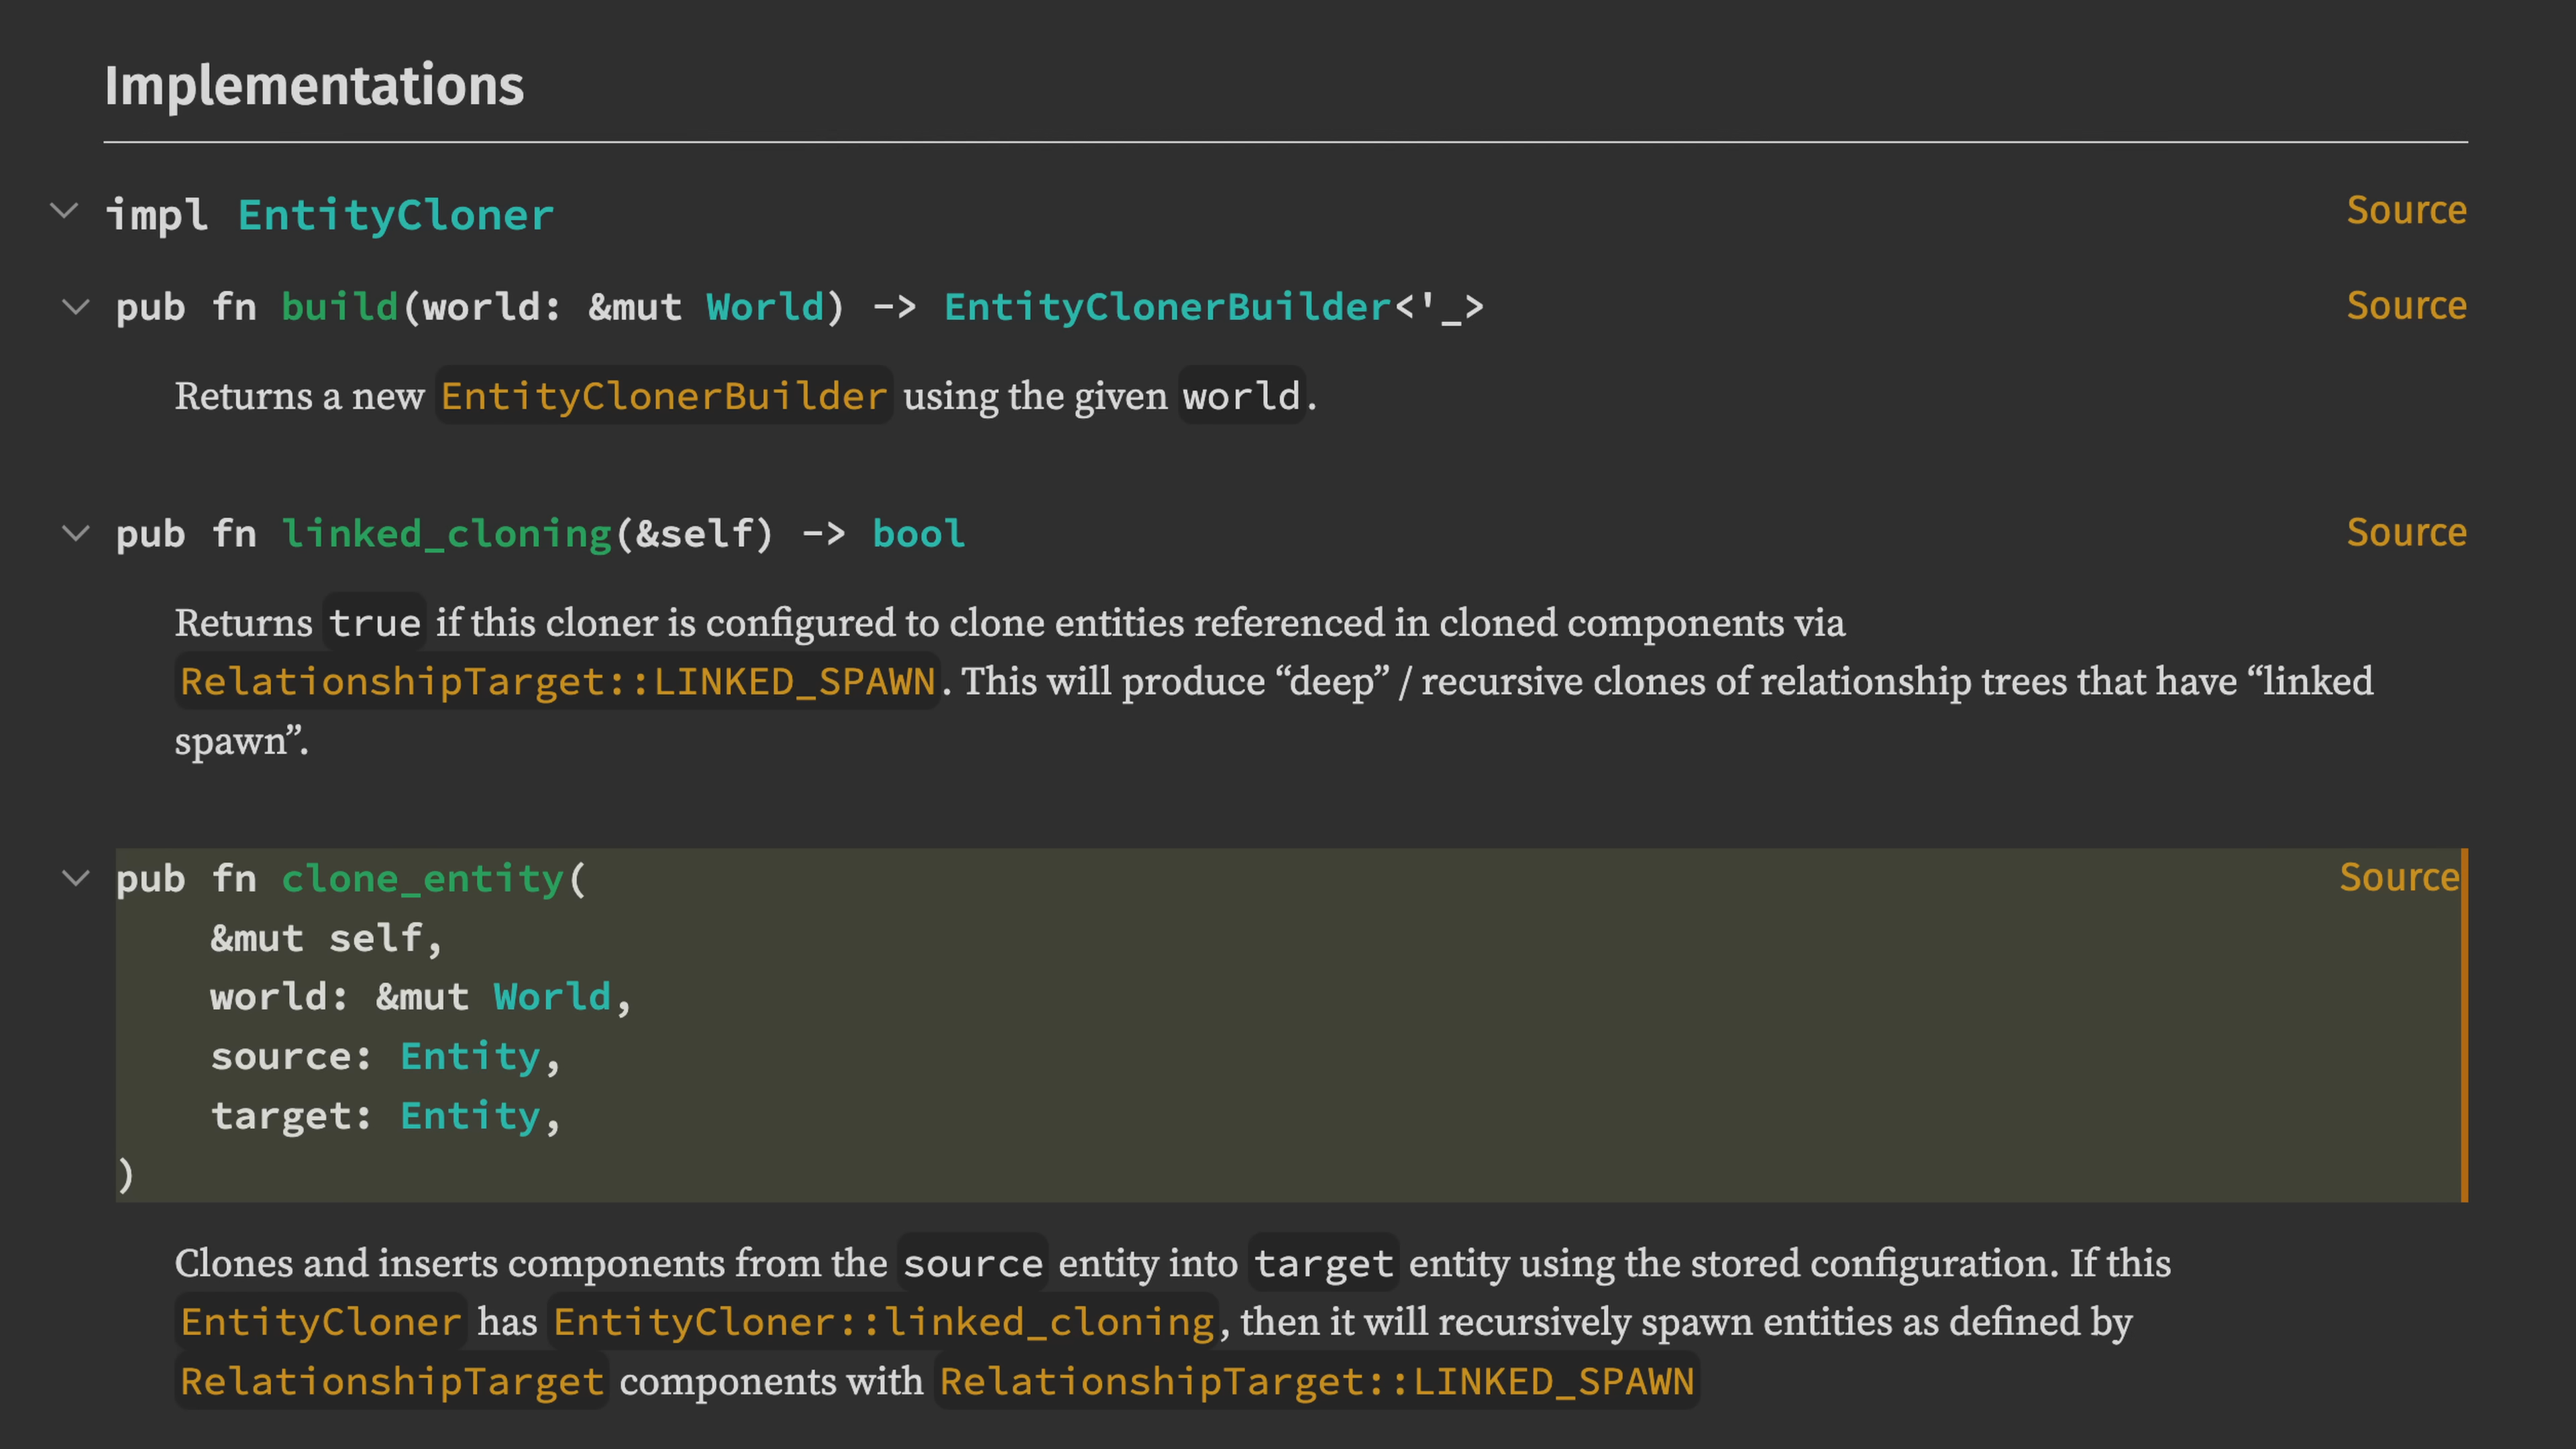 Implementations
impl EntityCloner Source
pub fn build(world: &mut World) -> EntityClonerBuilder<'_> Source
Returns a new EntityClonerBuilder using the given world.
pub fn linked_cloning(&self) -> bool Source
Returns true if this cloner is configured to clone entities referenced in cloned components via
RelationshipTarget::LINKED_SPAWN. This will produce “deep” / recursive clones of relationship trees that have “linked
spawn”.
pub fn clone_entity( Source
&mut self,
world: &mut World,
source: Entity,
target: Entity,
)
Clones and inserts components from the source entity into target entity using the stored configuration. If this
EntityCloner has EntityCloner::linked_cloning, then it will recursively spawn entities as defined by
RelationshipTarget components with RelationshipTarget::LINKED_SPAWN